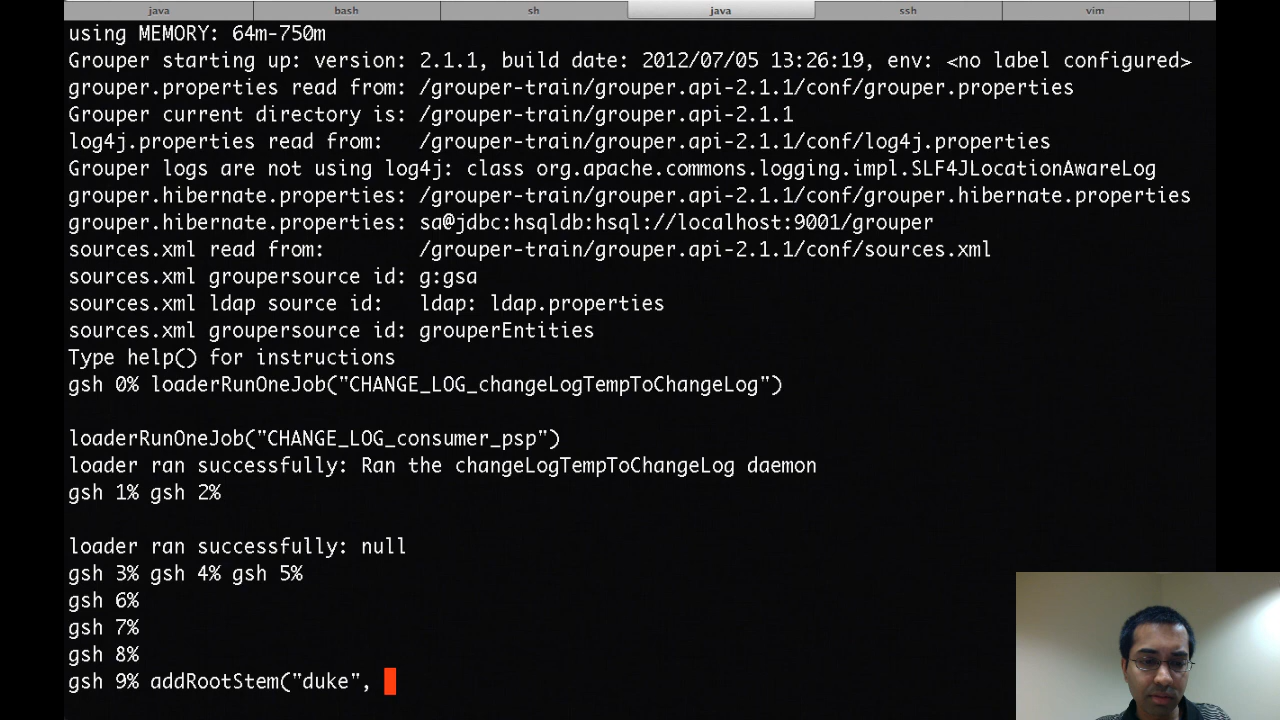 java bash sh java ssh vim
using MEMORY: 64m-750m
Grouper starting up: version: 2.1.1, build date: 2012/07/05 13:26:19, env: <no label configured>
grouper.properties read from: /grouper-train/grouper.api-2.1.1/conf/grouper.properties
Grouper current directory is: /grouper-train/grouper.api-2.1.1
log4j.properties read from: /grouper-train/grouper.api-2.1.1/conf/log4j.properties
Grouper logs are not using log4j: class org.apache.commons.logging.impl.SLF4JLocationAwareLog
grouper.hibernate.properties: /grouper-train/grouper.api-2.1.1/conf/grouper.hibernate.properties
grouper.hibernate.properties: sa@jdbc:hsqldb:hsql://localhost:9001/grouper
sources.xml read from: /grouper-train/grouper.api-2.1.1/conf/sources.xml
sources.xml groupersource id: g:gsa
sources.xml ldap source id: ldap: ldap.properties
sources.xml groupersource id: grouperEntities
Type help() for instructions
gsh 0% loaderRunOneJob("CHANGE_LOG_changeLogTempToChangeLog")
loaderRunOneJob("CHANGE_LOG_consumer_psp")
loader ran successfully: Ran the changeLogTempToChangeLog daemon
gsh 1% gsh 2%
loader ran successfully: null
gsh 3% gsh 4% gsh 5%
gsh 6%
gsh 7%
gsh 8%
gsh 9% addRootStem("duke",